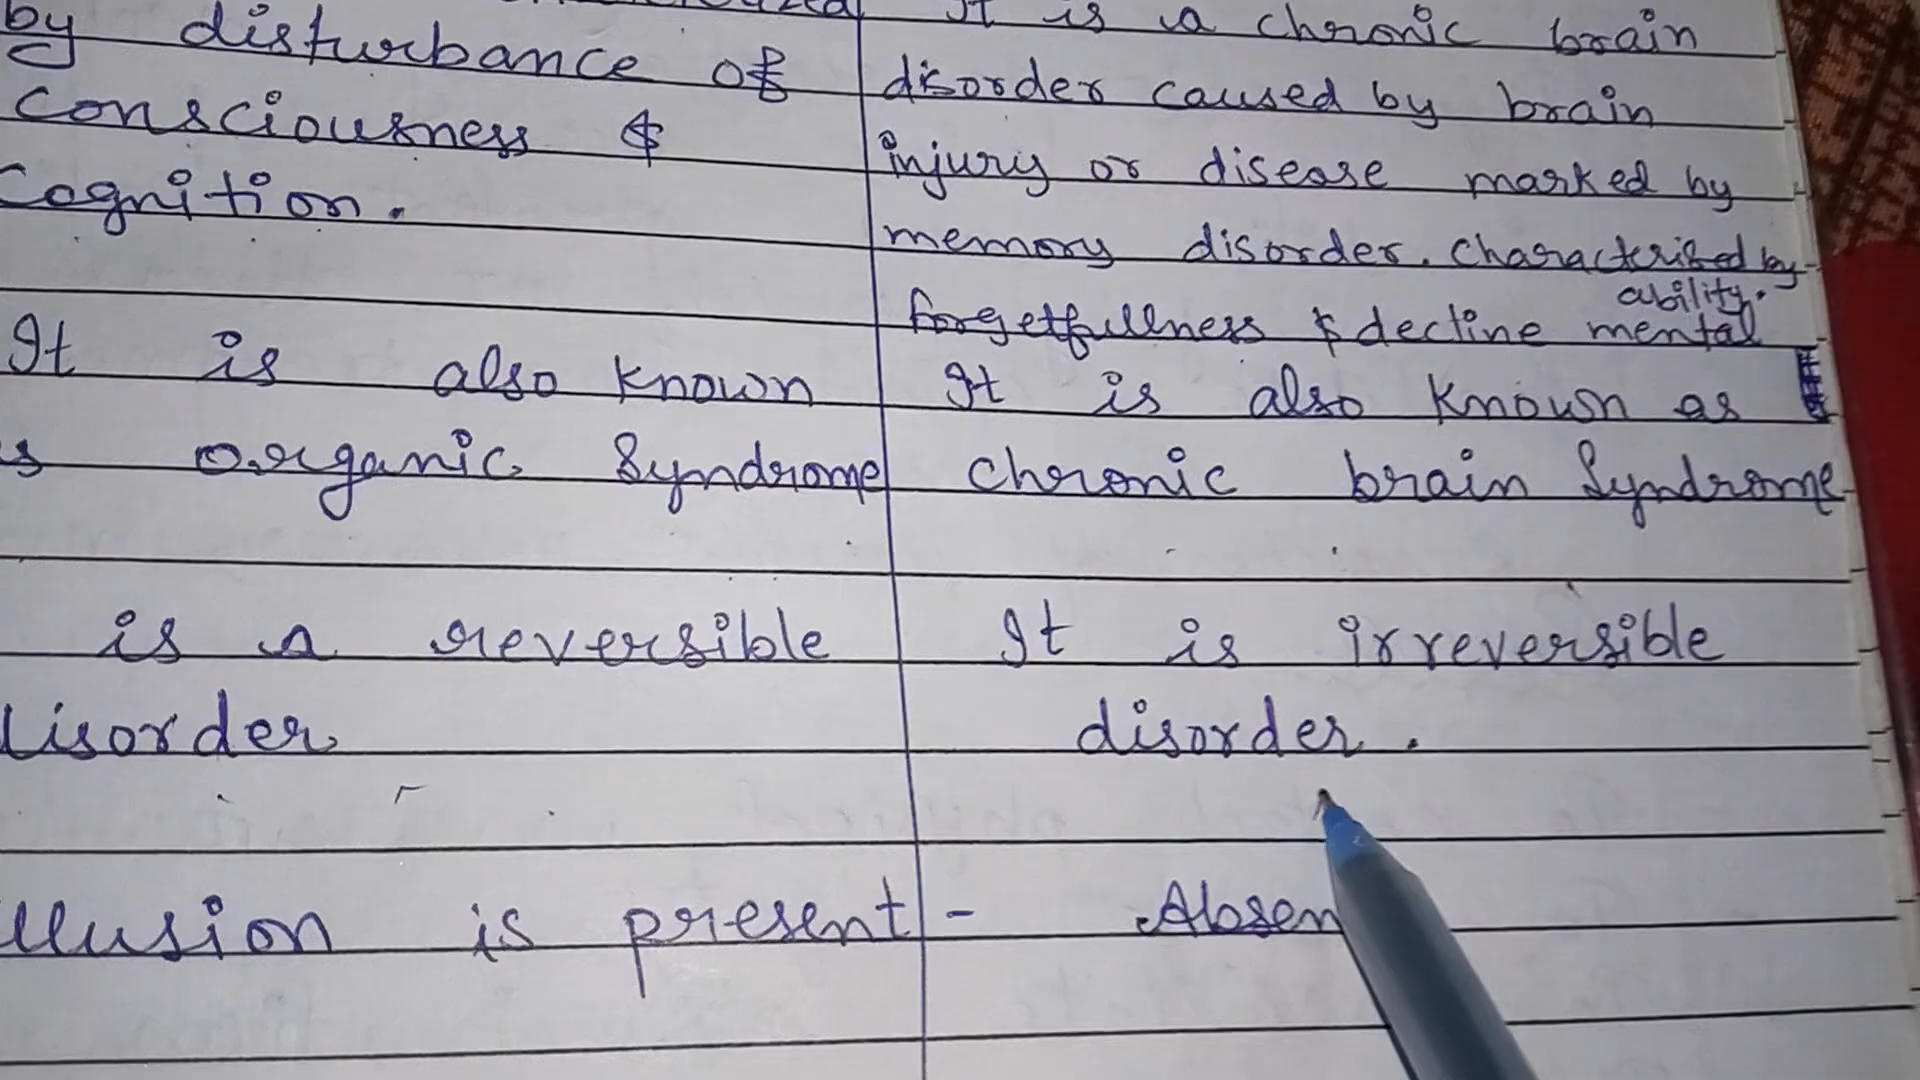 It is a chronic brain
by disturbance of
consciousness &
cognition.
disorder caused by brain
injury or disease marked by
memory disorder. Characterized by
forgetfullness & decline mental
ability.
It is also known
s organic Syndrome
It is also known as
chronic brain Syndrome
is a reversible
disorder
It is irreversible
disorder.
llusion is present
- Absen